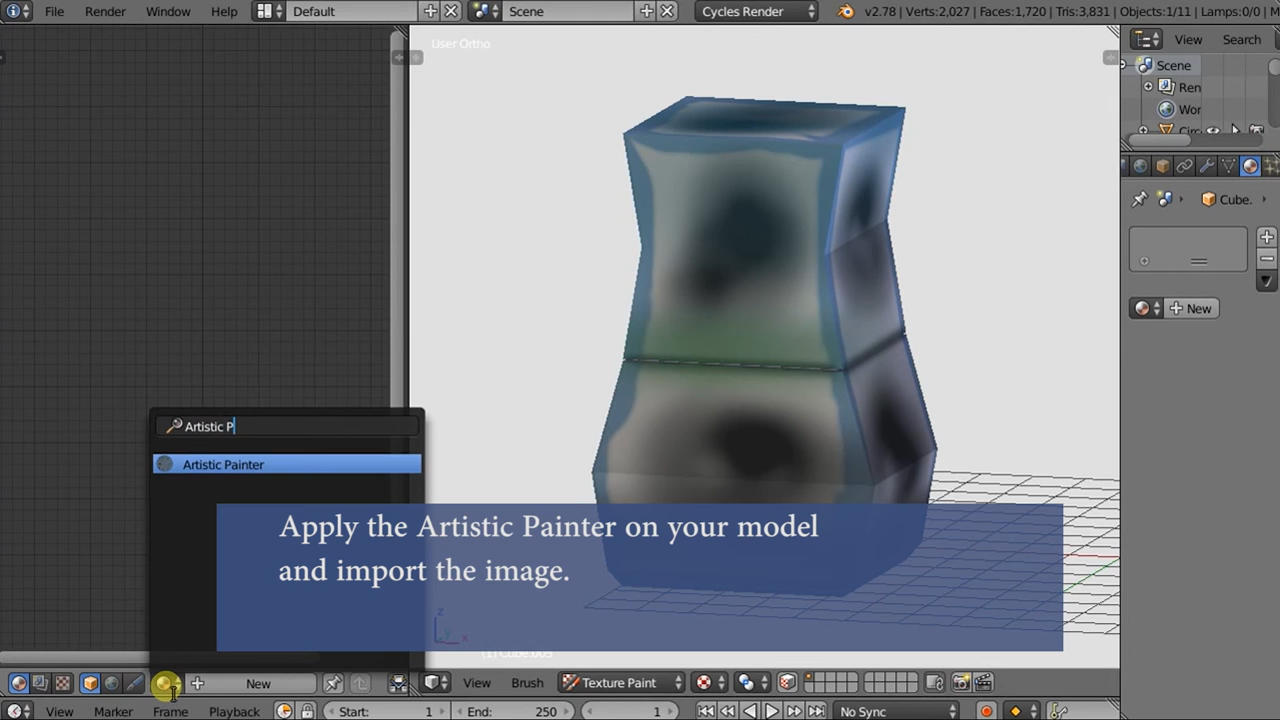 File Render Window Help Default Scene Cycles Render v2.78 | Verts:2,027 | Faces:1,720 | Tris:3,831 | Objects:1/11 | Lamps:0/0 |
User Ortho
View Search
Scene
Ren
Wor
Cube.
New
Artistic P
Artistic Painter
Apply the Artistic Painter on your model
and import the image.
z
y x
New View Brush Texture Paint
View Marker Frame Playback Start: 1 End: 250 1 No Sync